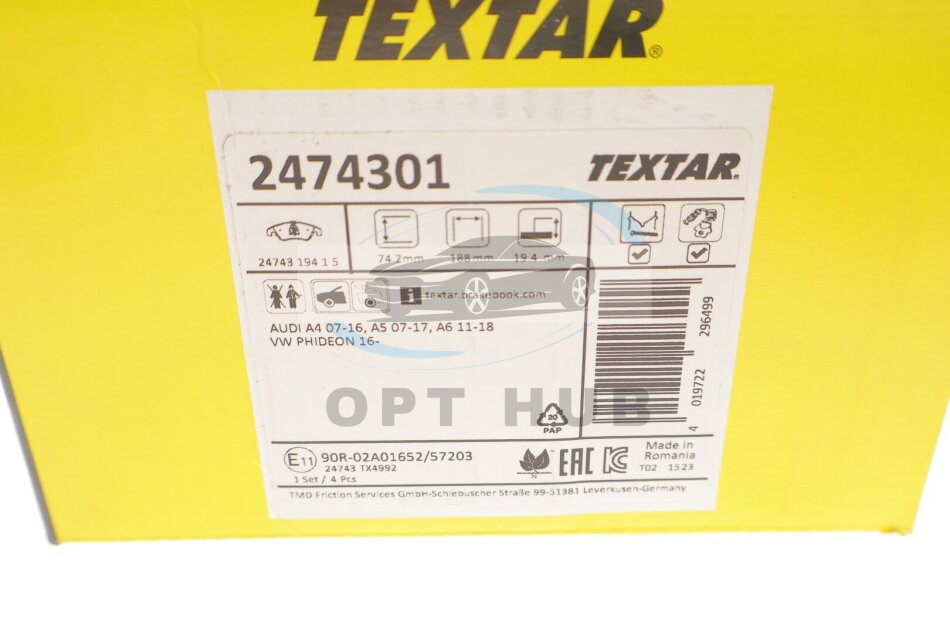 TEXTAR®
2474301
TEXTAR®
24743 194 1 5
74.2mm
188 mm
19.4 mm
i textar.brakebook.com
AUDI A4 07-16, A5 07-17, A6 11-18
VW PHIDEON 16-
OPT HUB
20
PAP
4 019722 296499
E11 90R-02A01652/57203
24743 TX4992
1 Set / 4 Pcs
N
EAC
Made in
Romania
T02 1523
TMD Friction Services GmbH-Schlebuscher Straße 99-51381 Leverkusen-Germany